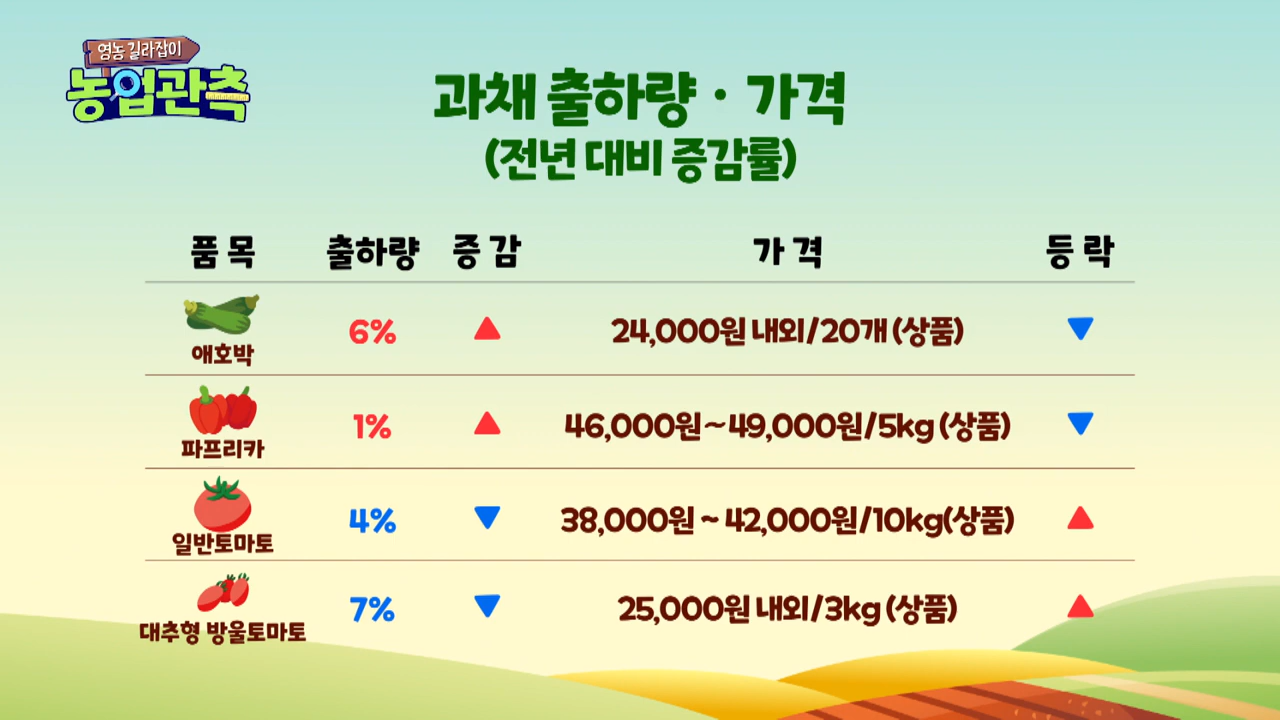 영농 길라잡이
농업관측
과채 출하량 · 가격
(전년 대비 증감률)
품 목 출하량 증 감 가 격 등 락
애호박 6% ▲ 24,000원 내외/20개 (상품) ▼
파프리카 1% ▲ 46,000원~49,000원/5kg (상품) ▼
일반토마토 4% ▼ 38,000원 ~ 42,000원/10kg(상품) ▲
대추형 방울토마토 7% ▼ 25,000원 내외/3kg (상품) ▲